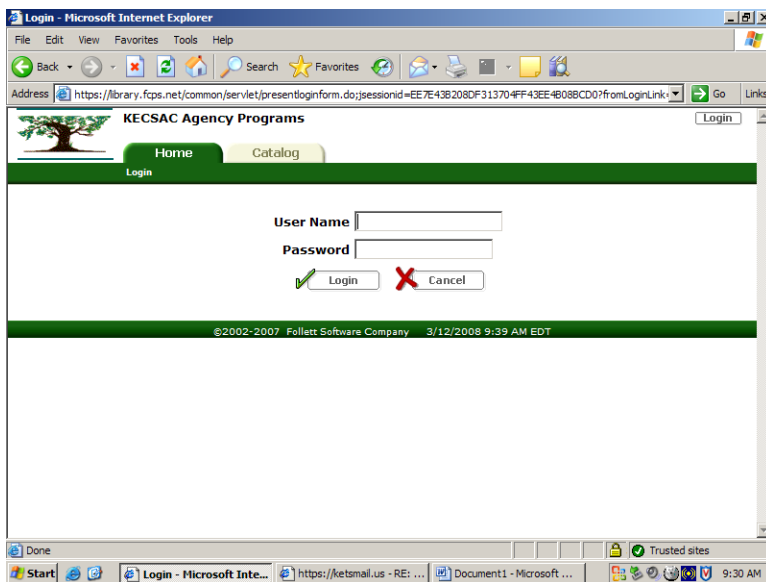 Login - Microsoft Internet Explorer
File Edit View Favorites Tools Help
Back Search Favorites
Address https://library.fcps.net/common/servlet/presentloginform.do;jsessionid=EE7E43B208DF313704FF43EE4B08BCD0?fromLoginLink= Go Links
KECSAC Agency Programs Login
Home Catalog
Login
User Name
Password
Login Cancel
©2002-2007 Follett Software Company 3/12/2008 9:39 AM EDT
Done Trusted sites
Start Login - Microsoft Inte... https://ketsmail.us - RE: ... Document1 - Microsoft ... 9:30 AM